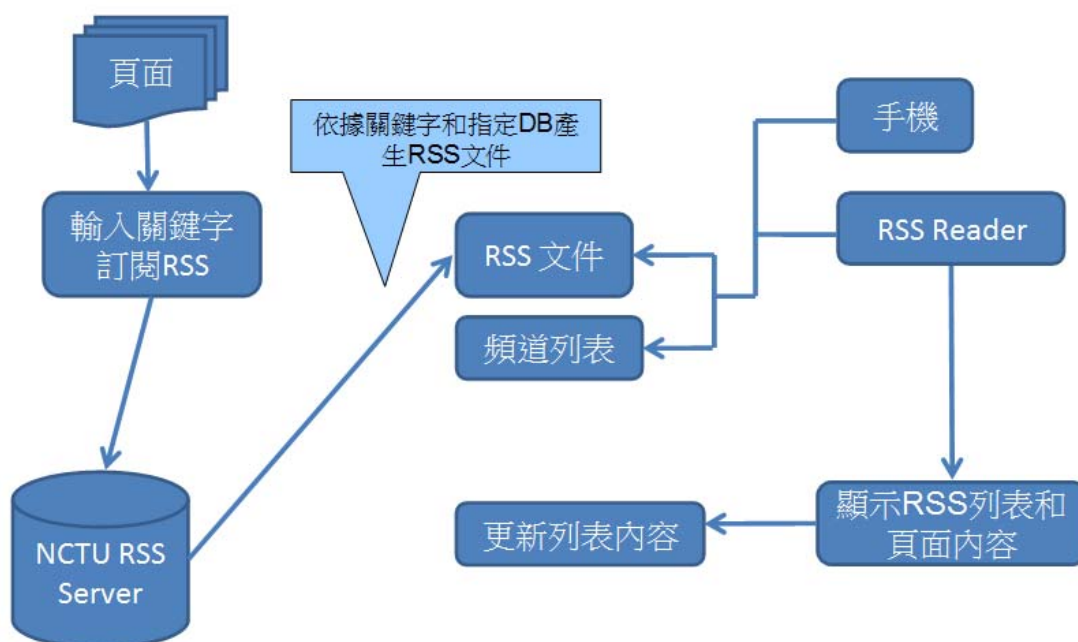 頁面
依據關鍵字和指定DB產
生RSS文件
手機
輸入關鍵字
訂閱RSS
RSS 文件
RSS Reader
頻道列表
NCTU RSS
Server
更新列表內容
顯示RSS列表和
頁面內容